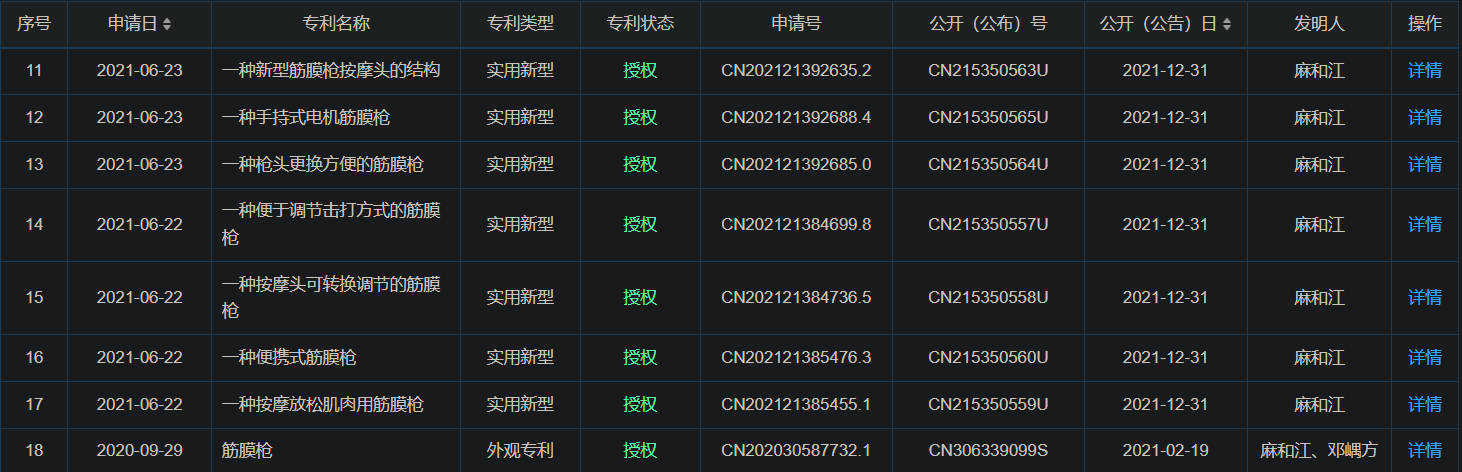 序号 申请日 专利名称 专利类型 专利状态 申请号 公开（公布）号 公开（公告）日 发明人 操作
11 2021-06-23 一种新型筋膜枪按摩头的结构 实用新型 授权 CN202121392635.2 CN215350563U 2021-12-31 麻和江 详情
12 2021-06-23 一种手持式电机筋膜枪 实用新型 授权 CN202121392688.4 CN215350565U 2021-12-31 麻和江 详情
13 2021-06-23 一种枪头更换方便的筋膜枪 实用新型 授权 CN202121392685.0 CN215350564U 2021-12-31 麻和江 详情
14 2021-06-22 一种便于调节击打方式的筋膜 实用新型 授权 CN202121384699.8 CN215350557U 2021-12-31 麻和江 详情
枪
15 2021-06-22 一种按摩头可转换调节的筋膜 实用新型 授权 CN202121384736.5 CN215350558U 2021-12-31 麻和江 详情
枪
16 2021-06-22 一种便携式筋膜枪 实用新型 授权 CN202121385476.3 CN215350560U 2021-12-31 麻和江 详情
17 2021-06-22 一种按摩放松肌肉用筋膜枪 实用新型 授权 CN202121385455.1 CN215350559U 2021-12-31 麻和江 详情
18 2020-09-29 筋膜枪 外观专利 授权 CN202030587732.1 CN306339099S 2021-02-19 麻和江、邓嵎方 详情